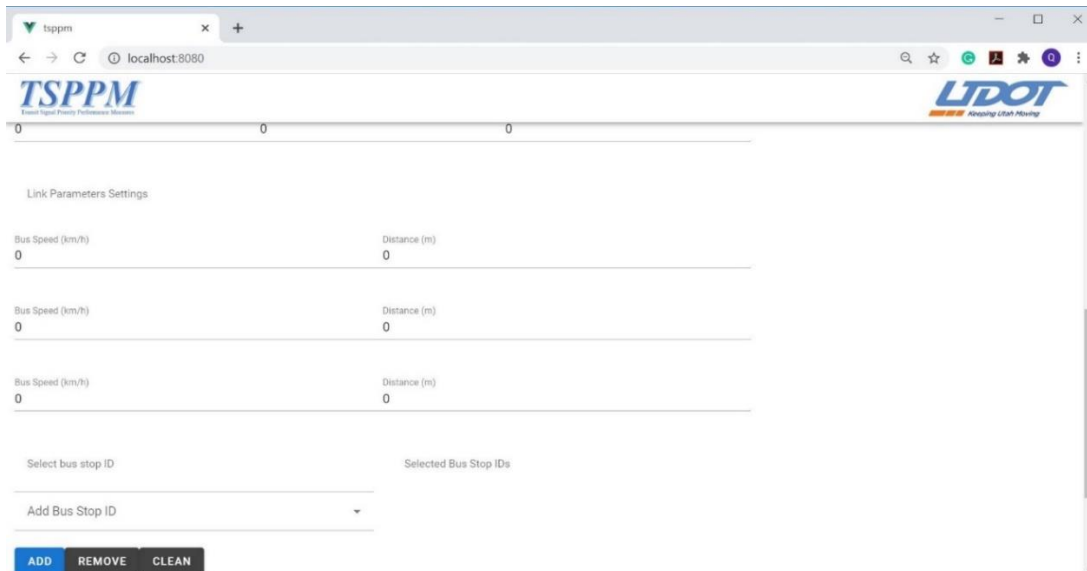 tsppm
localhost:8080
Q
TSPPM
Transit Signal Priority Performance Measures
UDOT
Keeping Utah Moving
0 0 0
Link Parameters Settings
Bus Speed (km/h) Distance (m)
0 0
Bus Speed (km/h) Distance (m)
0 0
Bus Speed (km/h) Distance (m)
0 0
Select bus stop ID Selected Bus Stop IDs
Add Bus Stop ID
ADD REMOVE CLEAN